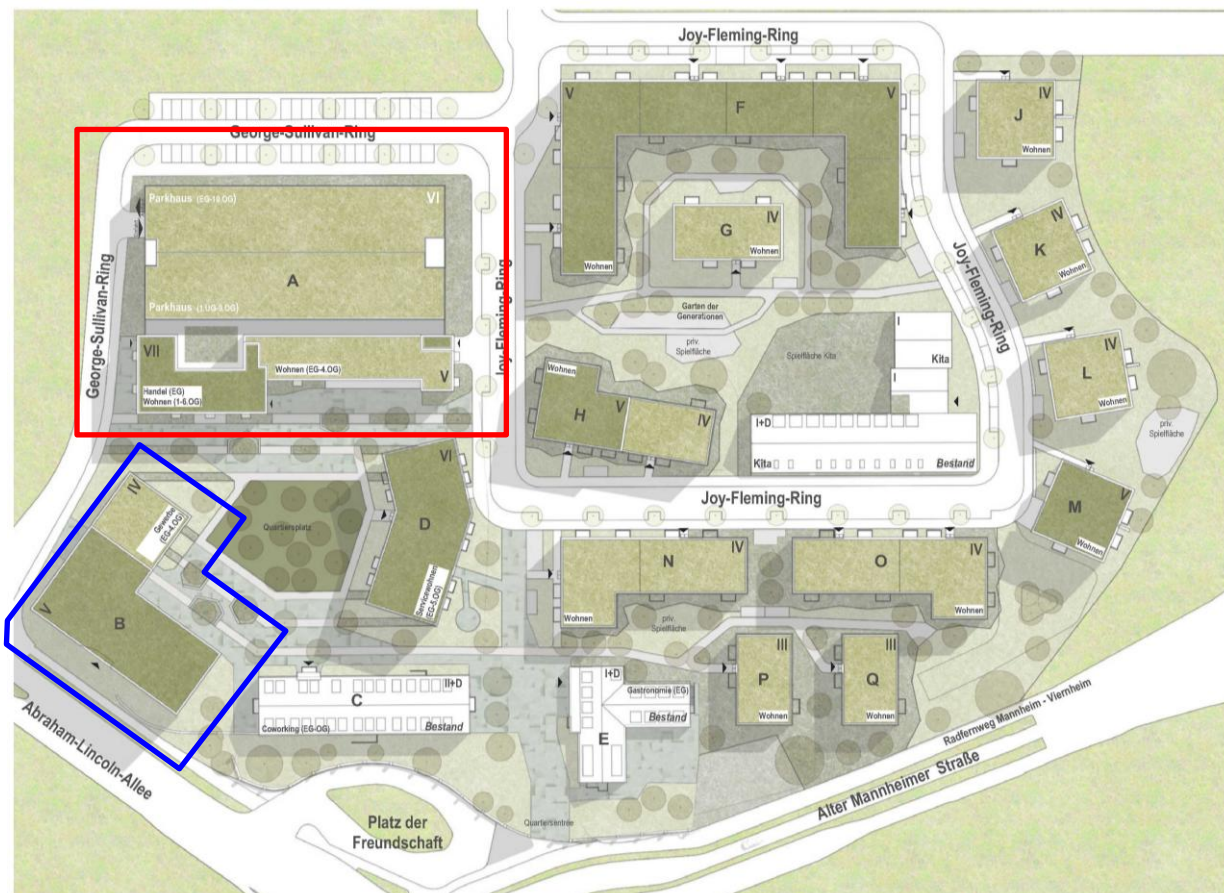 Joy-Fleming-Ring
George-Sullivan-Ring
Parkhaus
VI
A
Parkhaus
George-Sullivan-Ring
Joy-Fleming-Ring
VII
Wohnen (EG-4.OG)
V
Handel (EG)
Wohnen (1-6.OG)
V
F
V
Wohnen
G
IV
Wohnen
Garten der
Generationen
priv.
Spielfläche
Spielfläche Kita
I
Kita
I
I+D
Kita
Bestand
Wohnen
H
V
IV
Joy-Fleming-Ring
Joy-Fleming-Ring
IV
J
Wohnen
IV
K
Wohnen
IV
L
Wohnen
priv.
Spielfläche
V
M
Wohnen
IV
Gewerbe
(EG-4.OG)
V
B
Quartiersplatz
VI
D
Servicewohnen
(EG-5.OG)
N
IV
Wohnen
O
IV
Wohnen
priv.
Spielfläche
III
P
Wohnen
III
Q
Wohnen
II+D
C
Coworking (EG-OG)
Bestand
I+D
Gastronomie (EG)
Bestand
E
Abraham-Lincoln-Allee
Platz der
Freundschaft
Quartiersentrée
Radfernweg Mannheim - Viernheim
Alter Mannheimer Straße